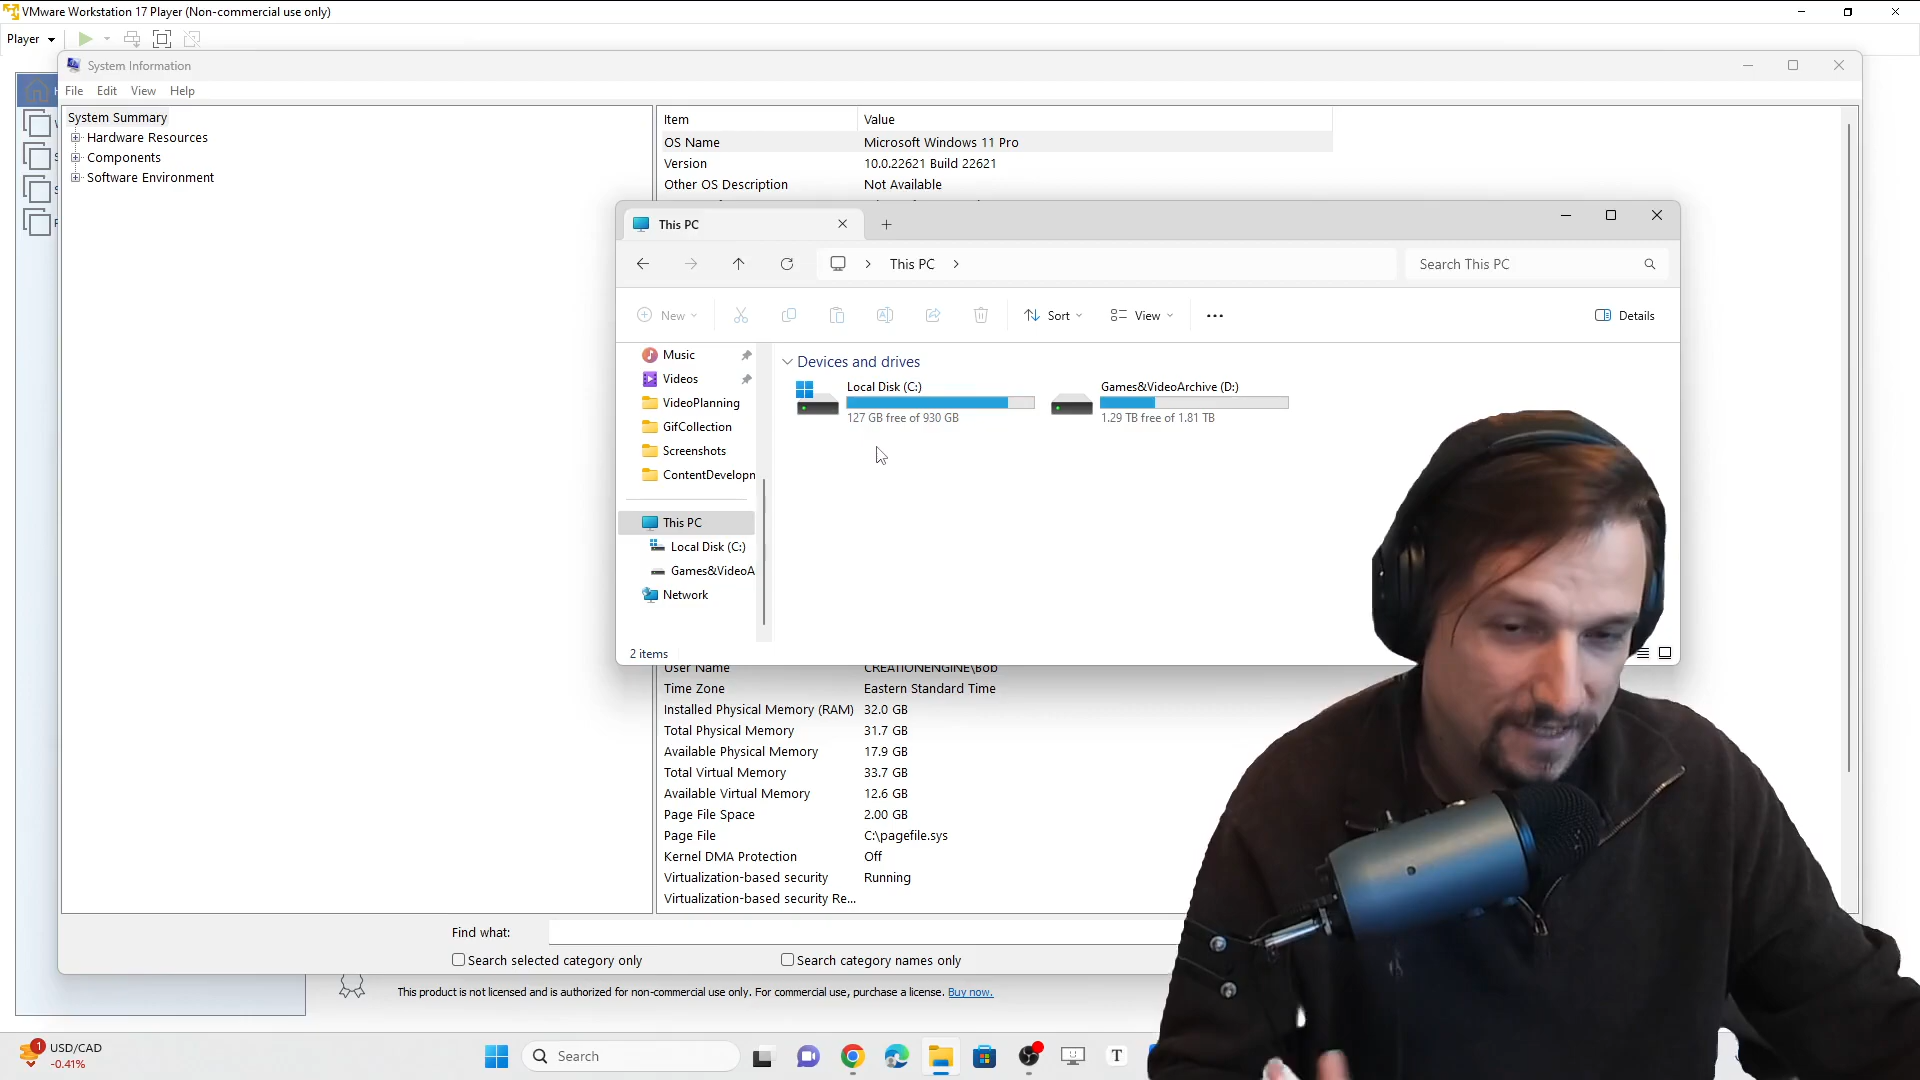 VMware Workstation 17 Player (Non-commercial use only)
Player
System Information
File Edit View Help
System Summary
Hardware Resources
Components
Software Environment
Item Value
OS Name Microsoft Windows 11 Pro
Version 10.0.22621 Build 22621
Other OS Description Not Available
This PC
This PC
Search This PC
New
Sort
View
Details
Music
Videos
VideoPlanning
GifCollection
Screenshots
ContentDevelopn
This PC
Local Disk (C:)
Games&VideoA
Network
Devices and drives
Local Disk (C:)
127 GB free of 930 GB
Games&VideoArchive (D:)
1.29 TB free of 1.81 TB
2 items
User Name CREATIONENGINE\Bob
Time Zone Eastern Standard Time
Installed Physical Memory (RAM) 32.0 GB
Total Physical Memory 31.7 GB
Available Physical Memory 17.9 GB
Total Virtual Memory 33.7 GB
Available Virtual Memory 12.6 GB
Page File Space 2.00 GB
Page File C:\pagefile.sys
Kernel DMA Protection Off
Virtualization-based security Running
Virtualization-based security Re...
Find what:
Search selected category only
Search category names only
This product is not licensed and is authorized for non-commercial use only. For commercial use, purchase a license. Buy now.
1
USD/CAD
-0.41%
Search
T